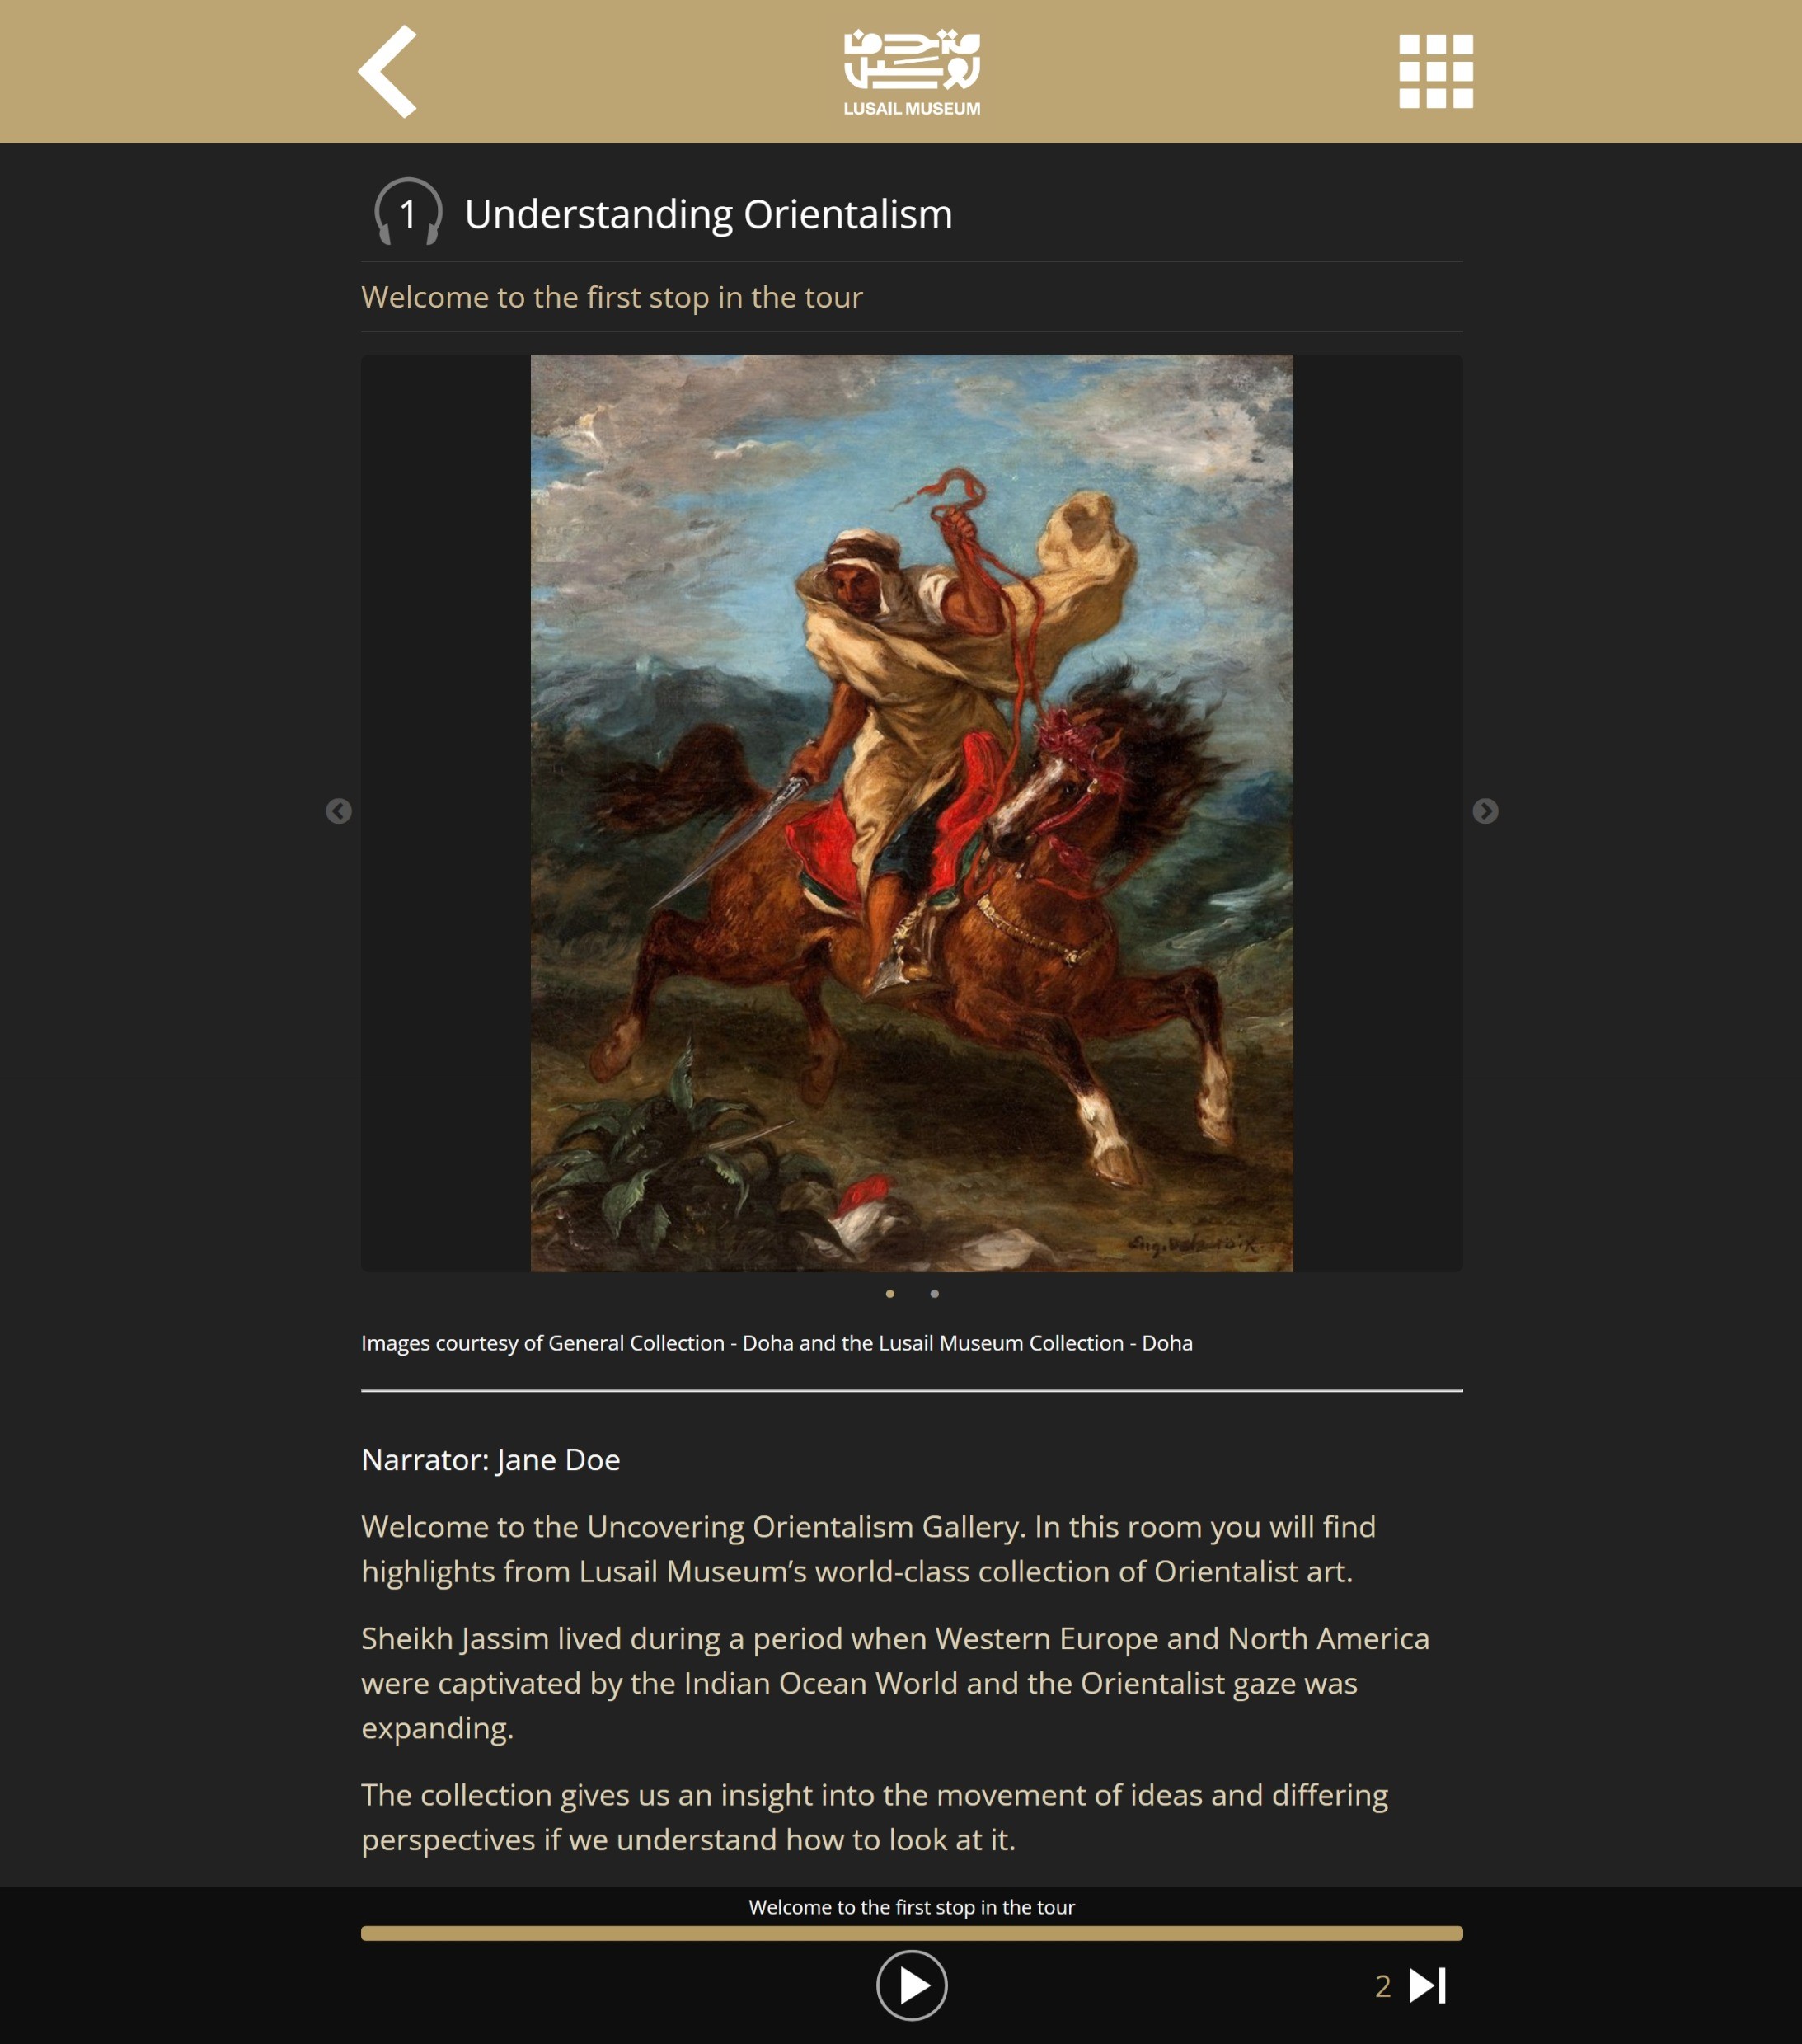 متحف
لوسيل
LUSAIL MUSEUM
1 Understanding Orientalism
Welcome to the first stop in the tour
Eug. Delacroix
Images courtesy of General Collection - Doha and the Lusail Museum Collection - Doha
Narrator: Jane Doe
Welcome to the Uncovering Orientalism Gallery. In this room you will find
highlights from Lusail Museum’s world-class collection of Orientalist art.
Sheikh Jassim lived during a period when Western Europe and North America
were captivated by the Indian Ocean World and the Orientalist gaze was
expanding.
The collection gives us an insight into the movement of ideas and differing
perspectives if we understand how to look at it.
Welcome to the first stop in the tour
2